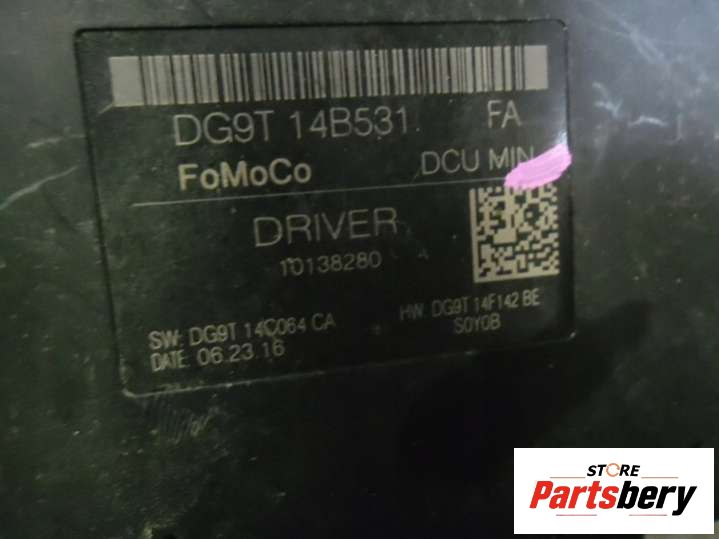 DG9T 14B531 FA
FoMoCo DCU MIN
DRIVER
10138280
SW: DG9T 14C064 CA
DATE: 06.23.16
HW: DG9T 14F142 BE
S0Y0B
STORE
Partsbery